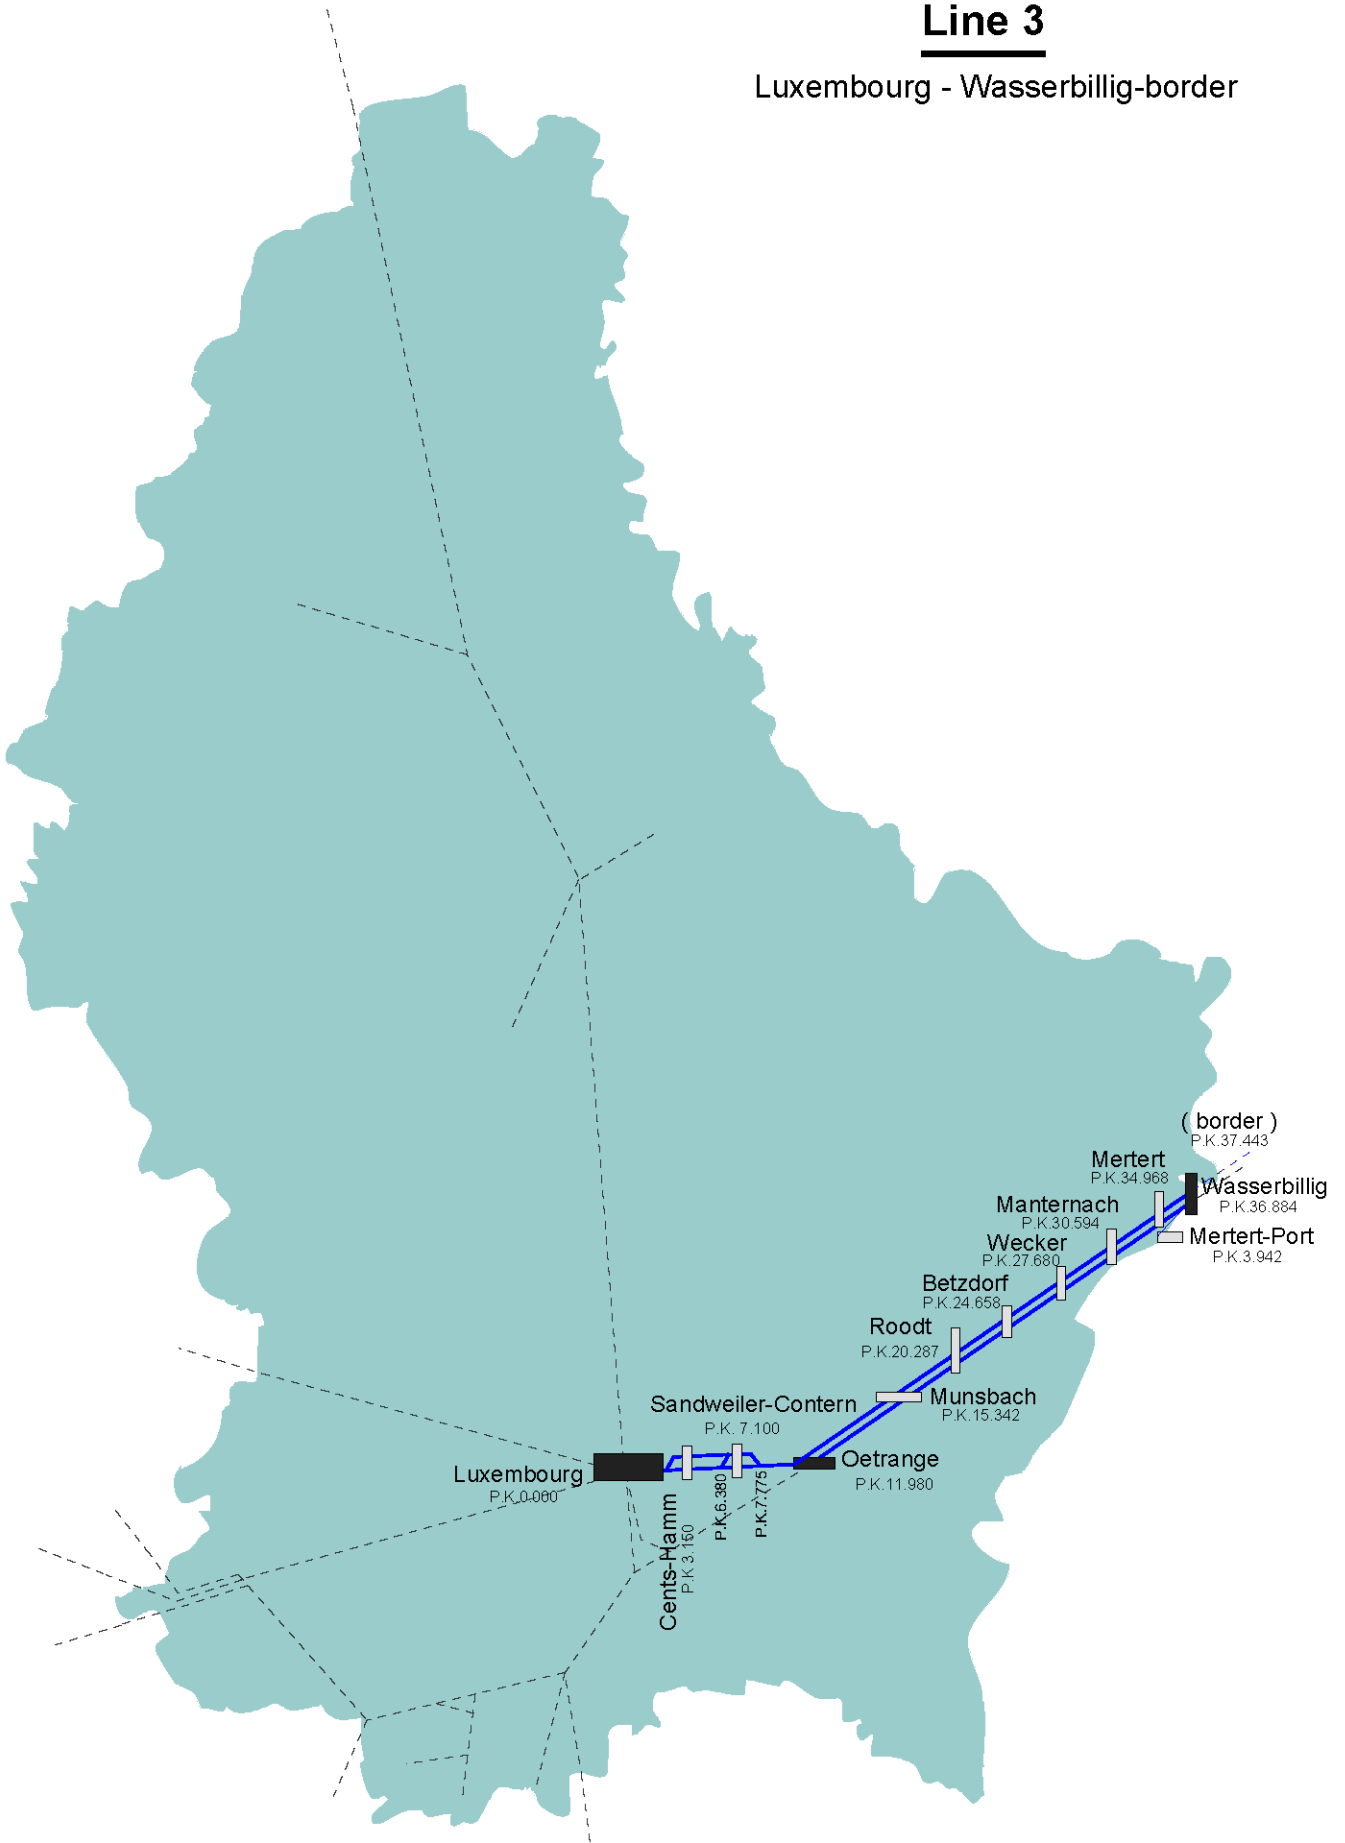 Line 3
Luxembourg - Wasserbillig-border
( border )
P.K.37.443
Mertert
P.K.34.968
Wasserbillig
P.K.36.884
Manternach
P.K.30.594
Mertert-Port
P.K.3.942
Wecker
P.K.27.680
Betzdorf
P.K.24.658
Roodt
P.K.20.287
Munsbach
P.K.15.342
Sandweiler-Contern
P.K. 7.100
Oetrange
P.K.11.980
Luxembourg
P.K.0.000
Cents-Hamm
P.K 3.150
P.K.6.380
P.K.7.775